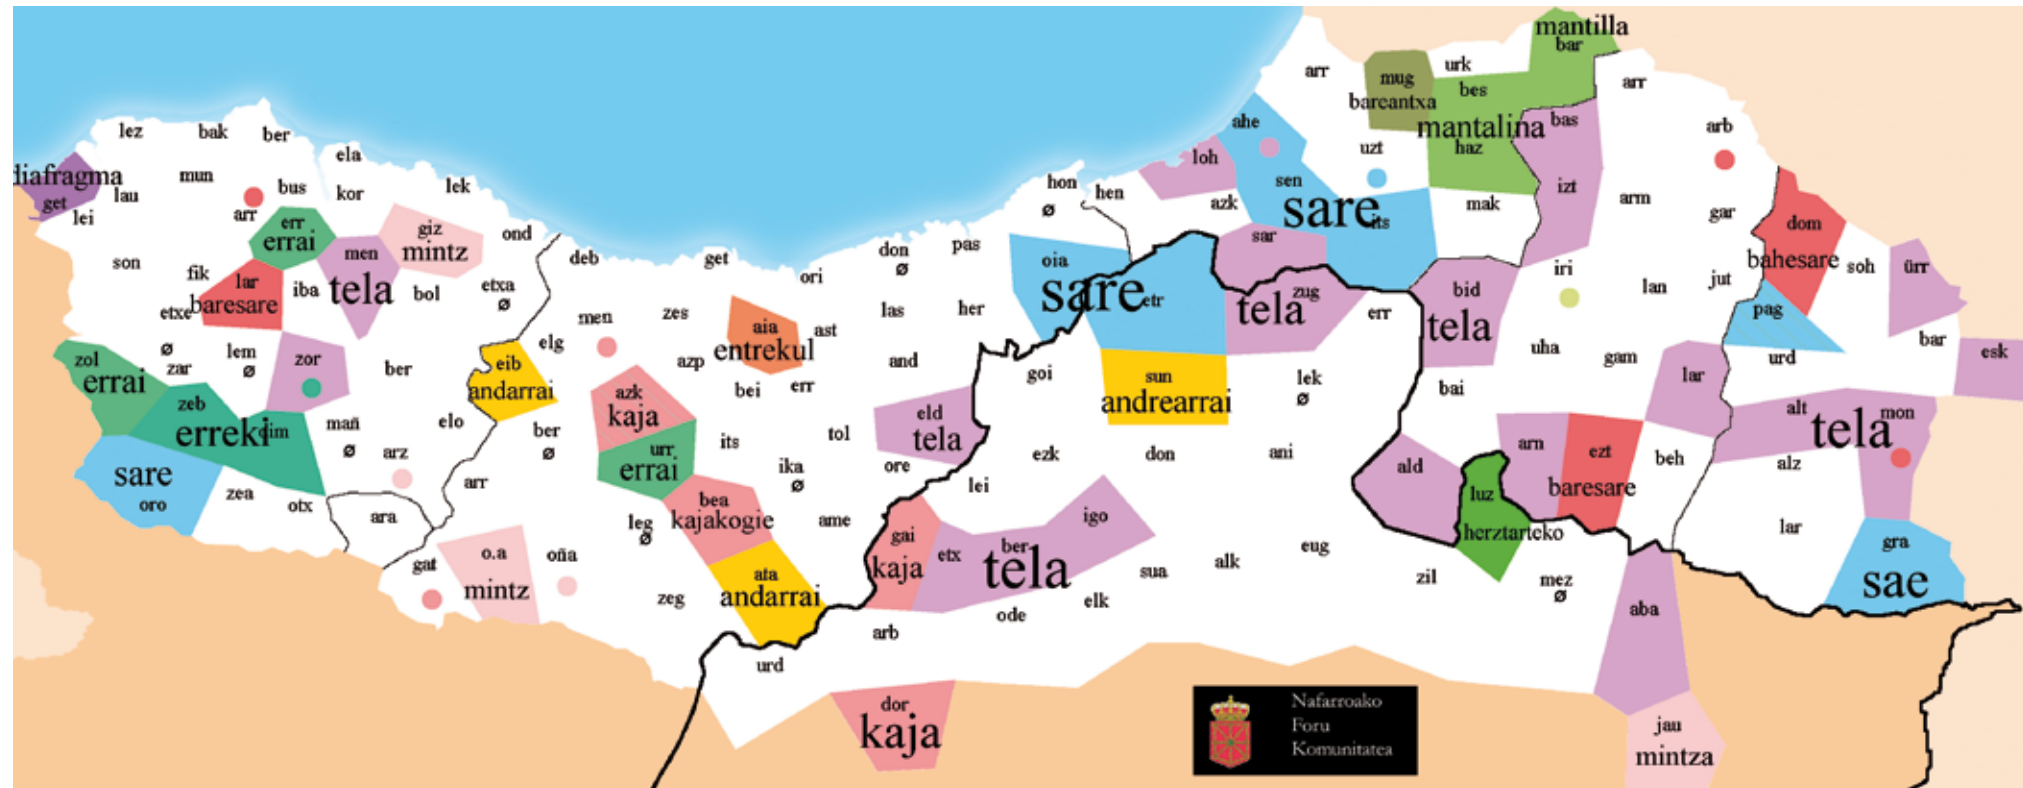 mantilla
bar
arr
urk
mug
bareantxa
bes
arr
mantalina
bas
ahe
lez
bak
ber
arb
ela
uzt
haz
loh
diafragma
mun
lau
bus
kor
lek
hon
hen
sen
izt
arm
get
lei
arr
Ø
azk
sare
its
mak
gar
dom
err
errai
giz
mintz
ond
sar
men
don
pas
bahesare
soh
ürr
son
fik
lar
iba
tela
bol
etxa
Ø
deb
get
ori
Ø
oia
sare
etr
zug
tela
err
bid
tela
iri
lan
jut
etxe
baresare
men
zes
las
her
pag
aia
entrekul
ast
Ø
zar
lem
Ø
zor
ber
elg
azp
and
uha
gam
urd
bar
esk
zol
errai
eib
andarrai
bei
err
goi
sun
andrearrai
lek
Ø
bai
lar
zeb
erreki
dim
azk
kaja
eld
tela
alt
mon
tela
mañ
Ø
elo
ber
Ø
its
tol
arz
urr
errai
ika
Ø
ore
ezk
don
ani
ald
arn
ezt
baresare
beh
alz
sare
oro
zea
otx
arr
lei
luz
ara
bea
kajakogie
leg
Ø
ame
gai
kaja
igo
etx
ber
tela
herztarteko
lar
gat
o.a
mintz
oña
eug
gra
sae
ata
andarrai
zeg
sua
alk
zil
mez
Ø
elk
ode
aba
arb
urd
dor
kaja
Nafarroako
Foru
Komunitatea
jau
mintza